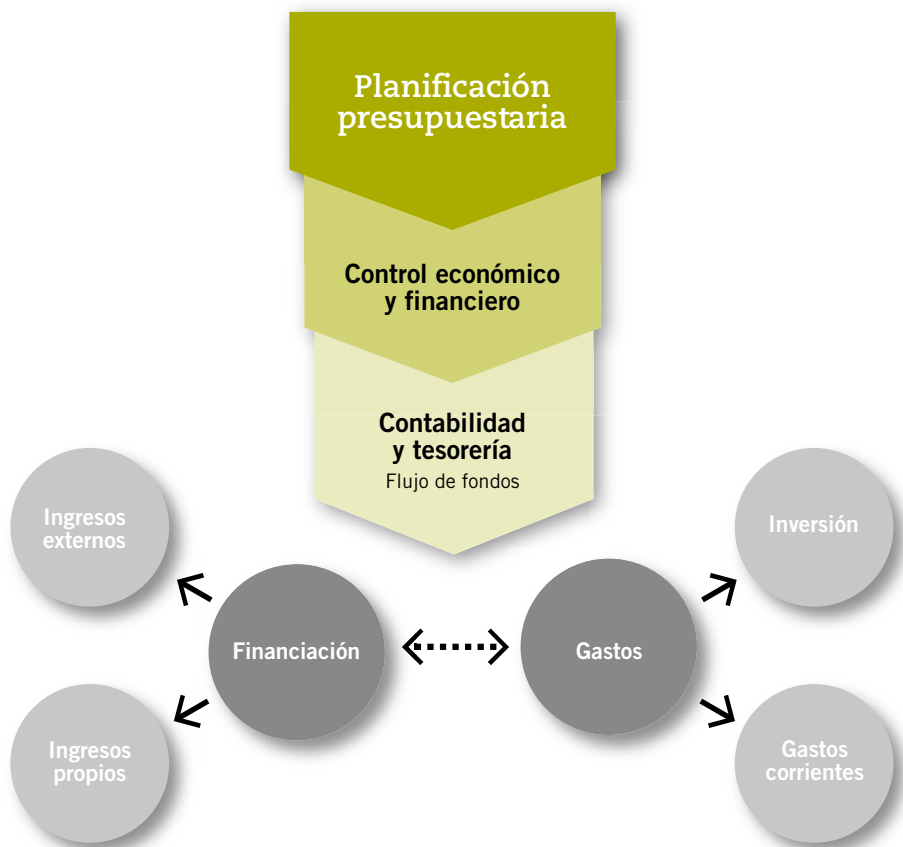 Planificación
presupuestaria
Control económico
y financiero
Contabilidad
y tesorería
Flujo de fondos
Ingresos
externos
Inversión
Financiación
Gastos
Ingresos
propios
Gastos
corrientes